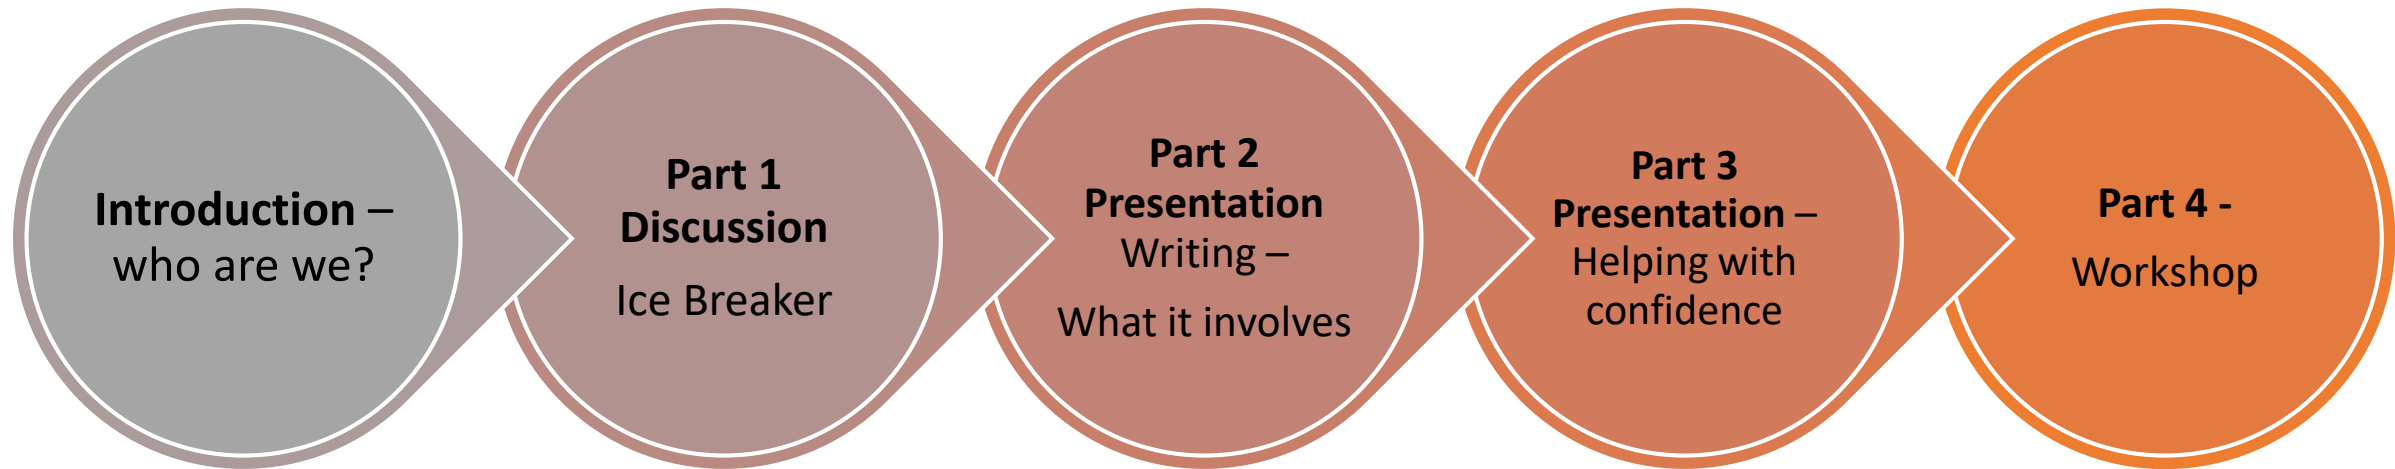 Introduction –
who are we?
Part 1
Discussion
Ice Breaker
Part 2
Presentation
Writing –
What it involves
Part 3
Presentation –
Helping with
confidence
Part 4 -
Workshop